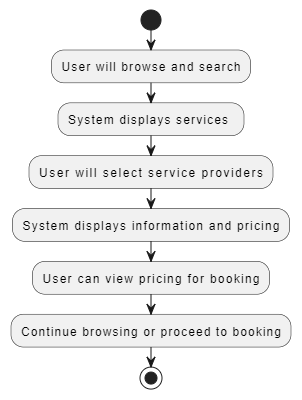 User will browse and search
System displays services
User will select service providers
System displays information and pricing
User can view pricing for booking
Continue browsing or proceed to booking